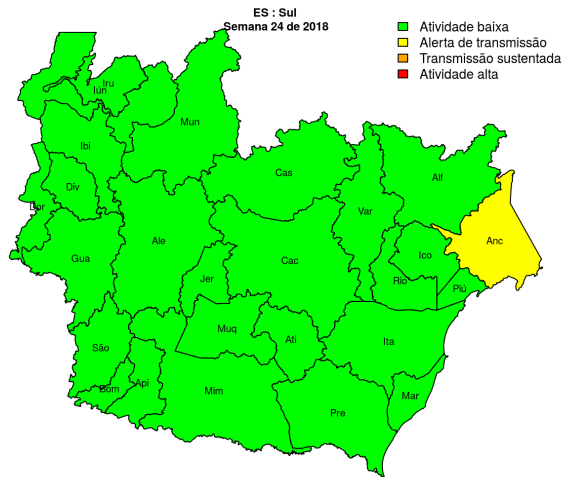 ES : Sul
Semana 24 de 2018
Atividade baixa
Alerta de transmissão
Transmissão sustentada
Atividade alta
Iru
Iún
Mun
Ibi
Cas
Alf
Div
Dor
Var
Ale
Anc
Gua
Cac
Ico
Jer
Rio
Piú
Muq
Ati
Ita
São
Bom
Api
Mim
Mar
Pre